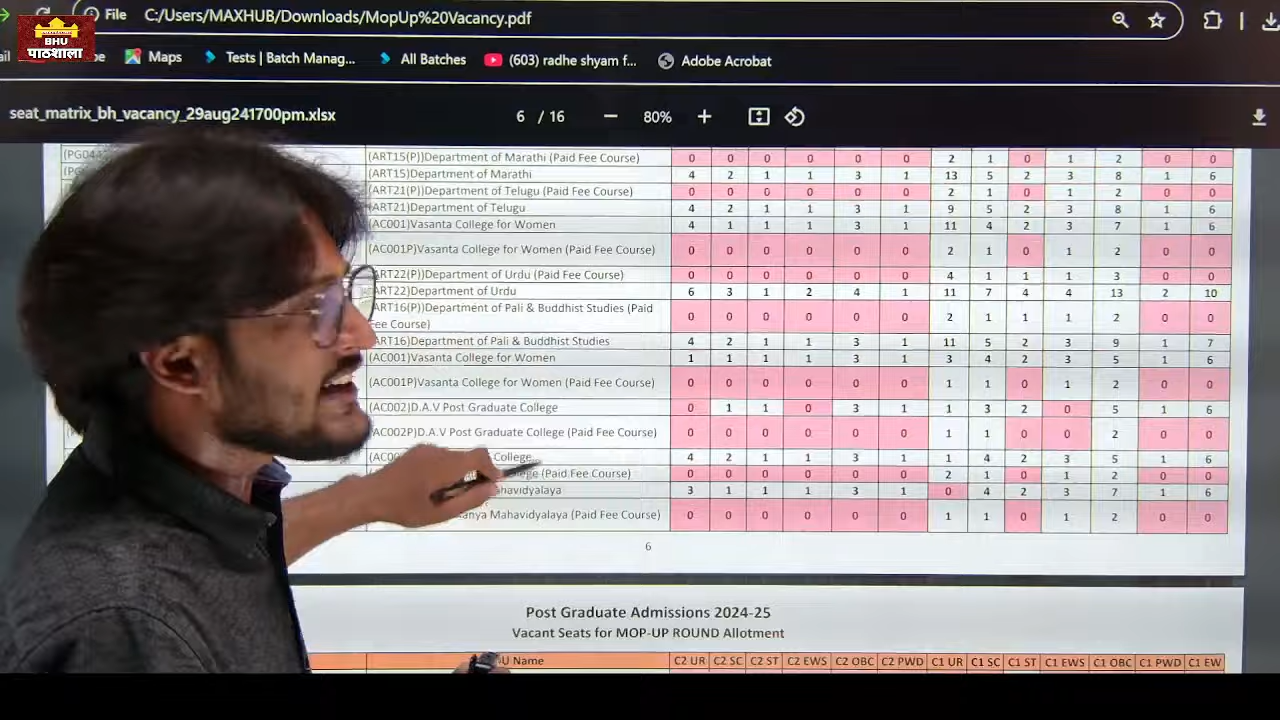 File C:/Users/MAXHUB/Downloads/MopUp%20Vacancy.pdf
BHU
पाठशाला
Maps Tests | Batch Manag... All Batches (603) radhe shyam f... Adobe Acrobat
seat_matrix_bh_vacancy_29aug241700pm.xlsx 6 / 16 80%
(ART15(P))Department of Marathi (Paid Fee Course) 0 0 0 0 0 0 2 1 0 1 2 0 0
(ART15)Department of Marathi 4 2 1 1 3 1 13 5 2 3 8 1 6
(ART21(P))Department of Telugu (Paid Fee Course) 0 0 0 0 0 0 2 1 0 1 2 0 0
(ART21)Department of Telugu 4 2 1 1 3 1 9 5 2 3 8 1 6
(AC001)Vasanta College for Women 4 1 1 1 3 1 11 4 2 3 7 1 6
(AC001P)Vasanta College for Women (Paid Fee Course) 0 0 0 0 0 0 2 1 0 1 2 0 0
ART22(P))Department of Urdu (Paid Fee Course) 0 0 0 0 0 0 4 1 1 1 3 0 0
ART22)Department of Urdu 6 3 1 2 4 1 11 7 4 4 13 2 10
ART16(P))Department of Pali & Buddhist Studies (Paid
Fee Course) 0 0 0 0 0 0 2 1 1 1 2 0 0
ART16)Department of Pali & Buddhist Studies 4 2 1 1 3 1 11 5 2 3 9 1 7
(AC001)Vasanta College for Women 1 1 1 1 3 1 3 4 2 3 5 1 6
(AC001P)Vasanta College for Women (Paid Fee Course) 0 0 0 0 0 0 1 1 0 1 2 0 0
(AC002)D.A.V Post Graduate College 0 1 1 0 3 1 1 3 2 0 5 1 6
(AC002P)D.A.V Post Graduate College (Paid Fee Course) 0 0 0 0 0 0 1 1 0 0 2 0 0
College 4 2 1 1 3 1 1 4 2 3 5 1 6
(Paid Fee Course) 0 0 0 0 0 0 2 1 0 1 2 0 0
ahavidyalaya 3 1 1 1 3 1 0 4 2 3 7 1 6
anya Mahavidyalaya (Paid Fee Course) 0 0 0 0 0 0 1 1 0 1 2 0 0
6
Post Graduate Admissions 2024-25
Vacant Seats for MOP-UP ROUND Allotment
Name C2 UR C2 SC C2 ST C2 EWS C2 OBC C2 PWD C1 UR C1 SC C1 ST C1 EWS C1 OBC C1 PWD C1 EW